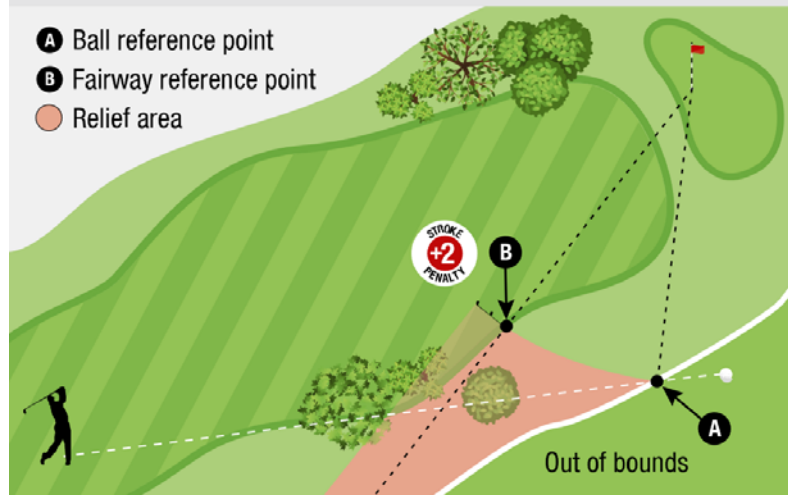 A Ball reference point
B Fairway reference point
Relief area
STROKE
+2
PENALTY
B
A
Out of bounds